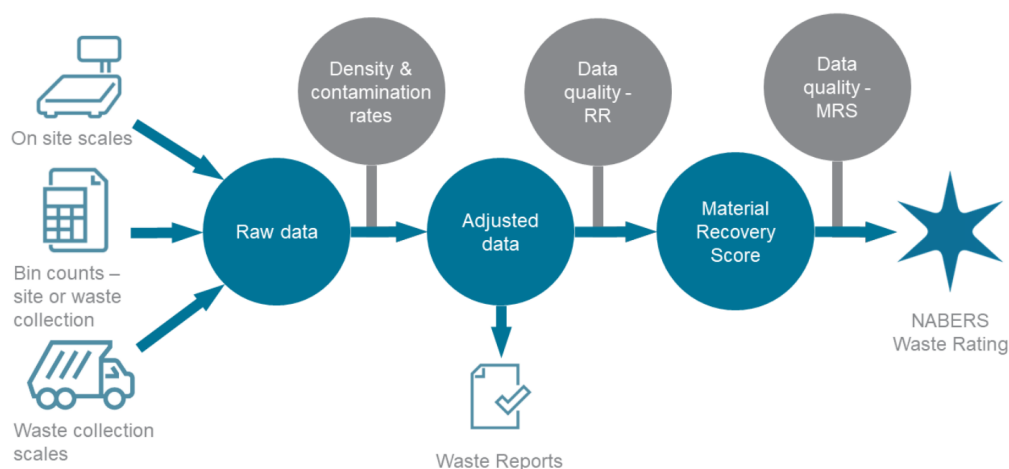 On site scales
Bin counts –
site or waste
collection
Waste collection
scales
Raw data
Density &
contamination
rates
Adjusted
data
Waste Reports
Data
quality -
RR
Material
Recovery
Score
Data
quality -
MRS
NABERS
Waste Rating